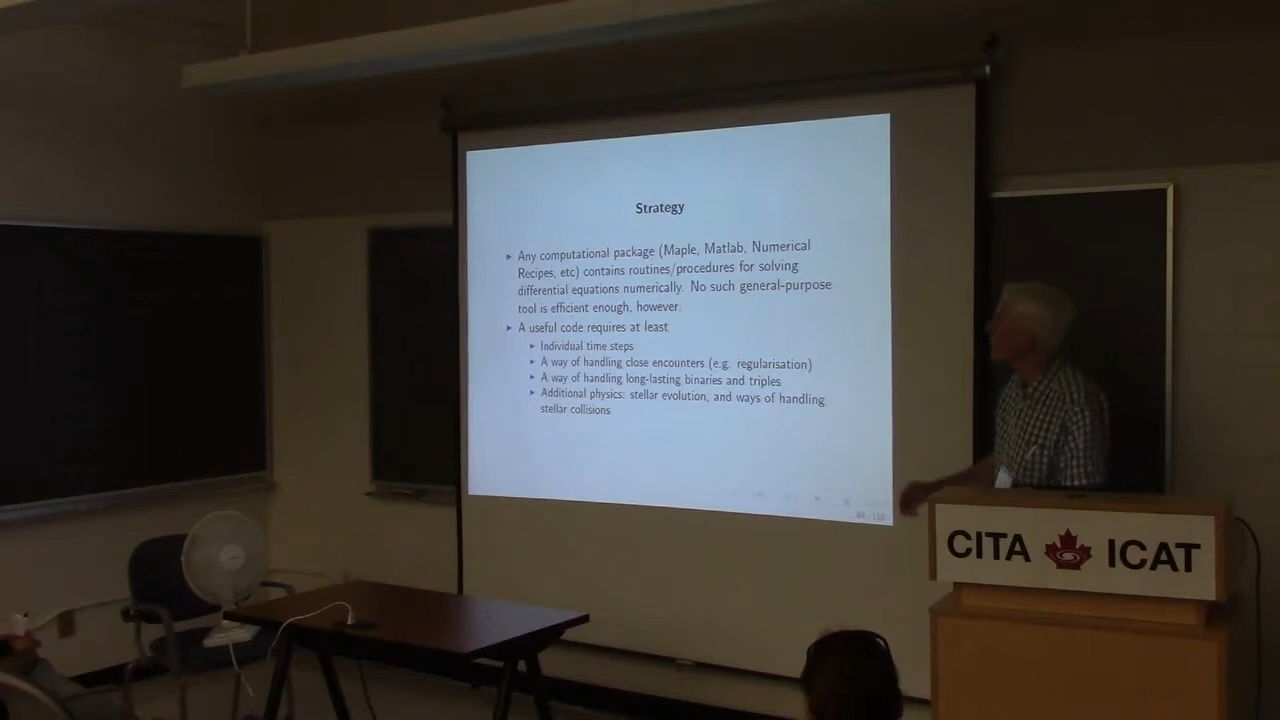 Strategy
▸ Any computational package (Maple, Matlab, Numerical
Recipes, etc) contains routines/procedures for solving
differential equations numerically. No such general-purpose
tool is efficient enough, however.
▸ A useful code requires at least
▸ Individual time steps
▸ A way of handling close encounters (e.g. regularisation)
▸ A way of handling long-lasting binaries and triples
▸ Additional physics: stellar evolution, and ways of handling
stellar collisions
CITA ICAT